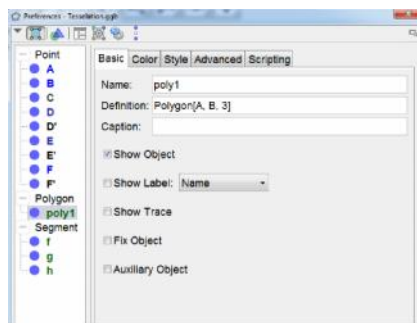 Preferences - Tesselation.ggb
Point
A
B
C
D
D'
E
E'
F
F'
Polygon
poly1
Segment
f
g
h
Basic Color Style Advanced Scripting
Name: poly1
Definition: Polygon[A, B, 3]
Caption:
Show Object
Show Label: Name
Show Trace
Fix Object
Auxiliary Object